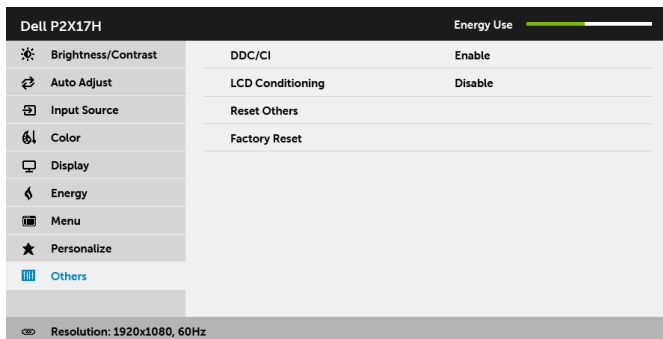 Dell P2X17H Energy Use
Brightness/Contrast DDC/CI Enable
Auto Adjust LCD Conditioning Disable
Input Source Reset Others
Color Factory Reset
Display
Energy
Menu
Personalize
Others
Resolution: 1920x1080, 60Hz